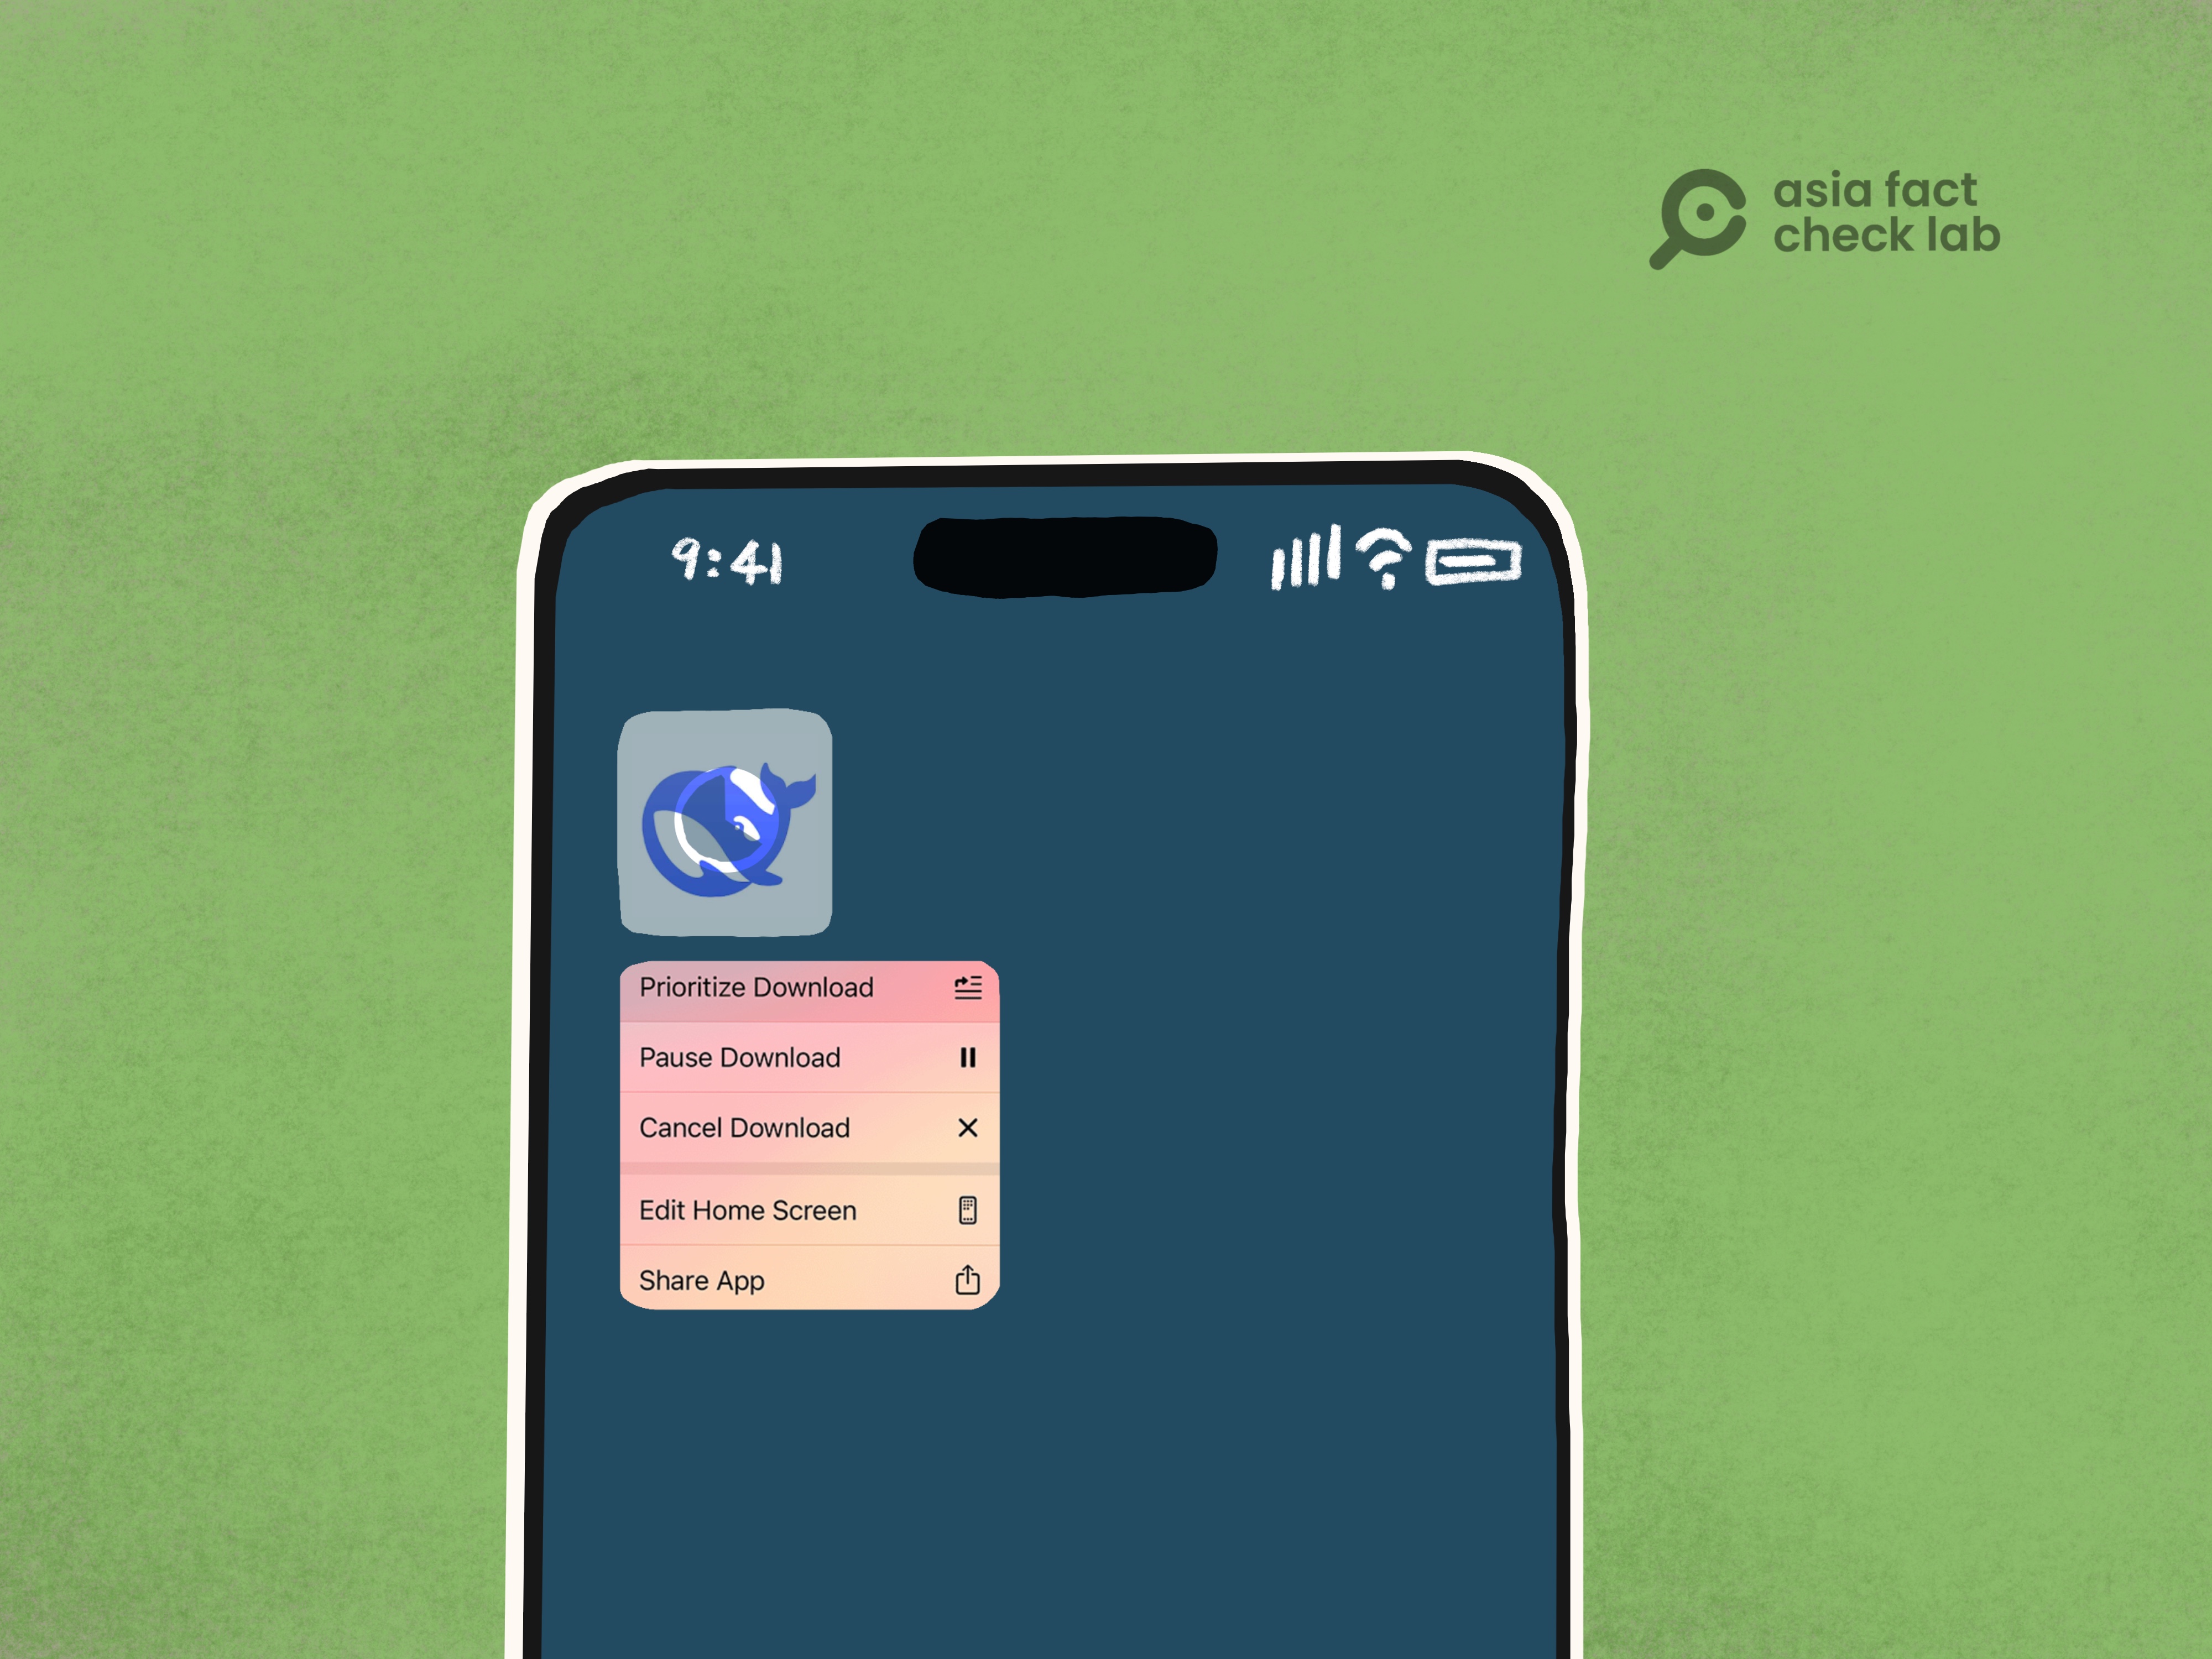 asia fact
check lab
9:41
Prioritize Download
Pause Download
Cancel Download
Edit Home Screen
Share App